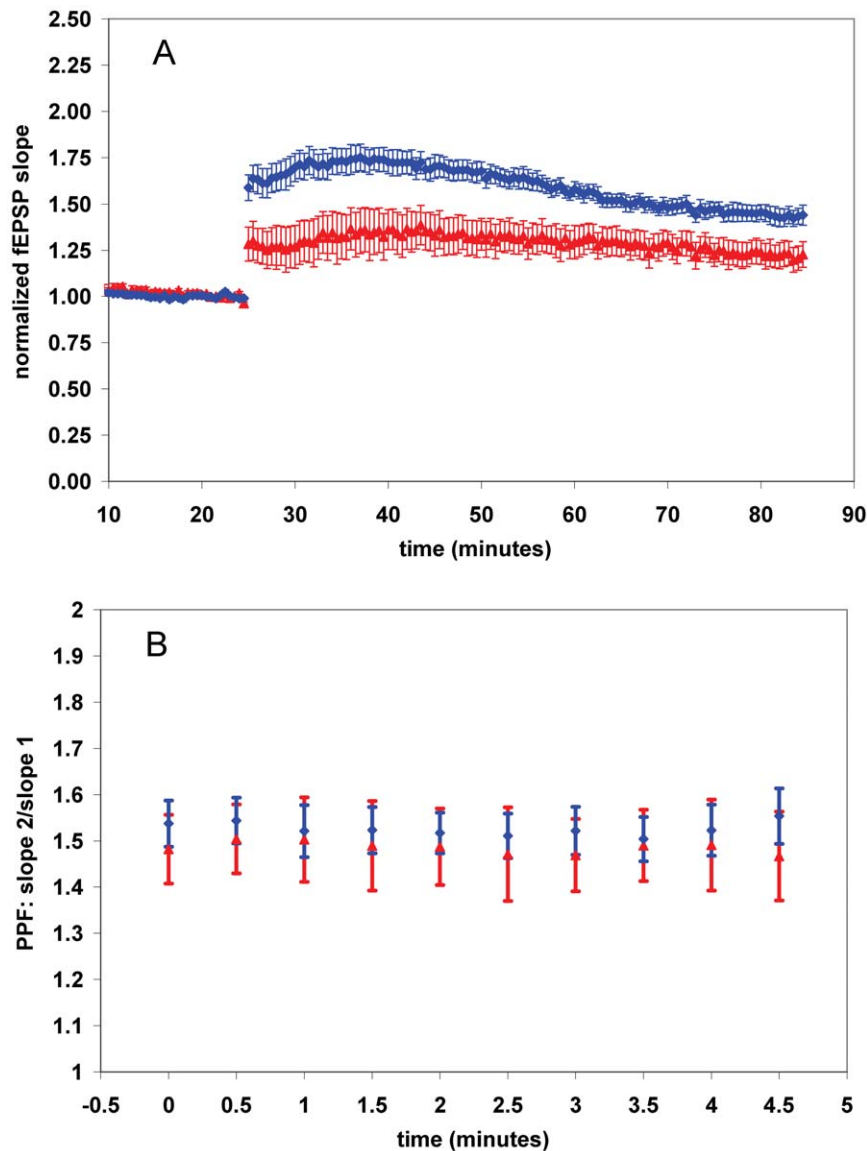 A
normalized fEPSP slope
2.50
2.25
2.00
1.75
1.50
1.25
1.00
0.75
0.50
0.25
0.00
10 20 30 40 50 60 70 80 90
time (minutes)
B
PPF: slope 2/slope 1
2
1.9
1.8
1.7
1.6
1.5
1.4
1.3
1.2
1.1
1
-0.5 0 0.5 1 1.5 2 2.5 3 3.5 4 4.5 5
time (minutes)